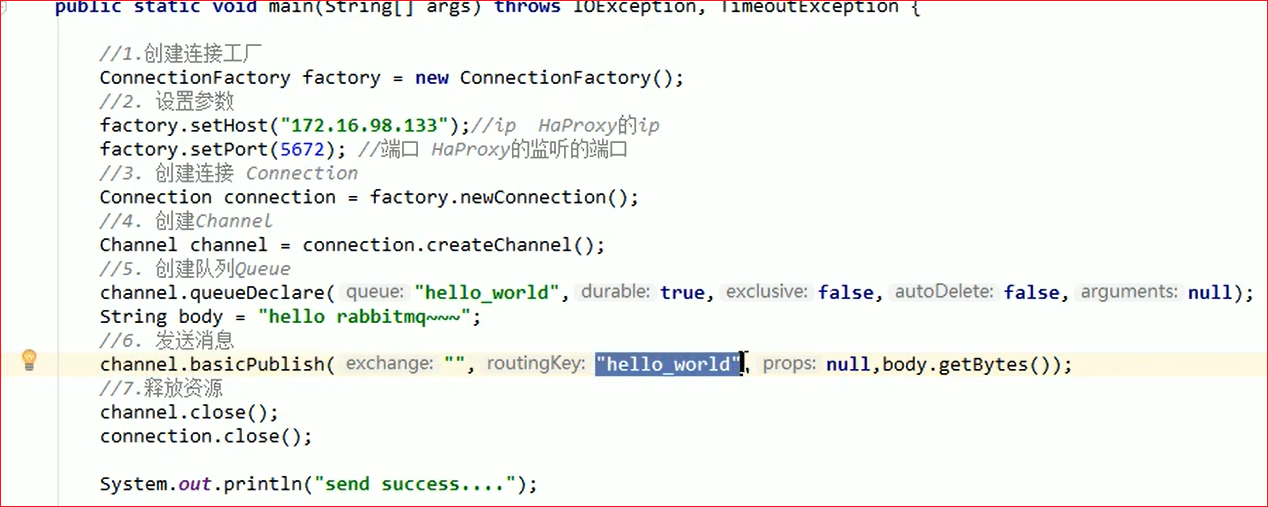 public static void main(String[] args) throws IOException, TimeoutException {
//1.创建连接工厂
ConnectionFactory factory = new ConnectionFactory();
//2. 设置参数
factory.setHost("172.16.98.133");//ip  HaProxy的ip
factory.setPort(5672); //端口 HaProxy的监听的端口
//3. 创建连接 Connection
Connection connection = factory.newConnection();
//4. 创建Channel
Channel channel = connection.createChannel();
//5. 创建队列Queue
channel.queueDeclare( queue: "hello_world", durable: true, exclusive: false, autoDelete: false, arguments: null);
String body = "hello rabbitmq~~~";
//6. 发送消息
channel.basicPublish( exchange: "", routingKey: "hello_world", props: null,body.getBytes());
//7.释放资源
channel.close();
connection.close();
System.out.println("send success....");